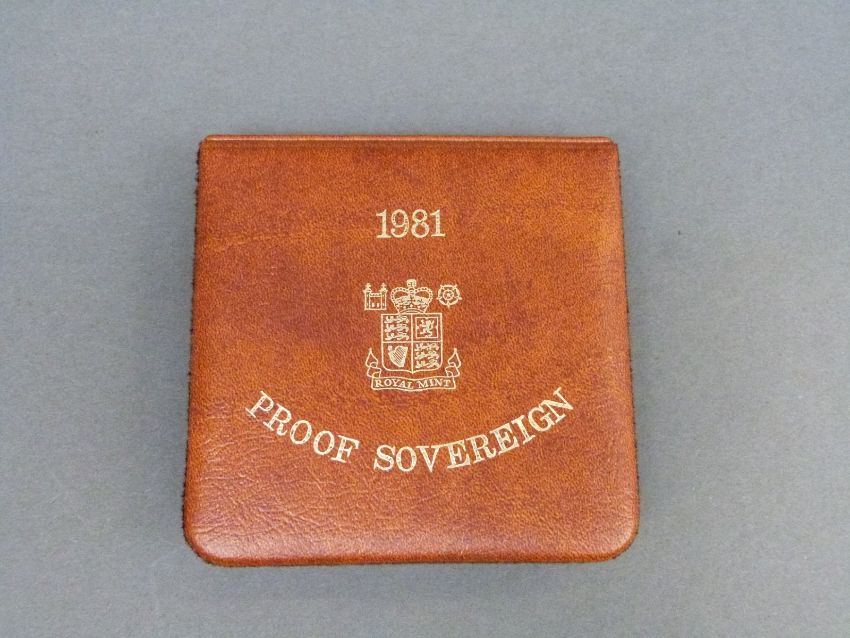 1981
ROYAL MINT
PROOF SOVEREIGN